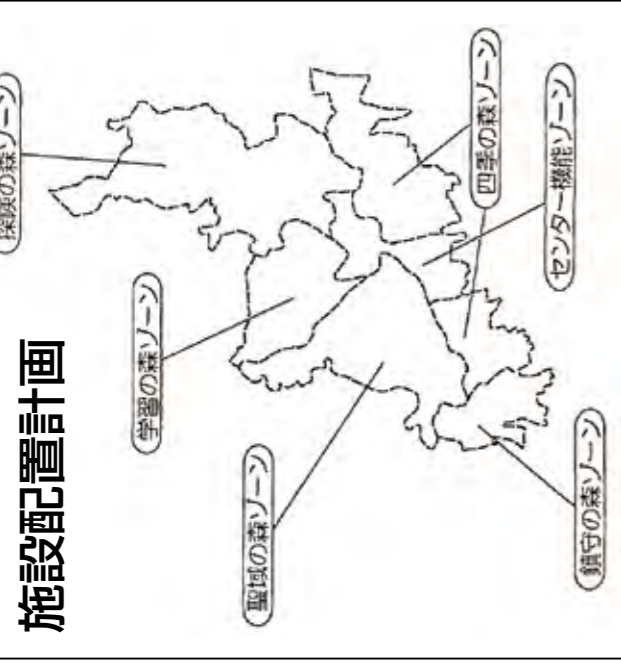 施設配置計画
聖域の森ゾーン
学習の森ゾーン
探険の森ゾーン
鎮守の森ゾーン
センター機能ゾーン
四季の森ゾーン